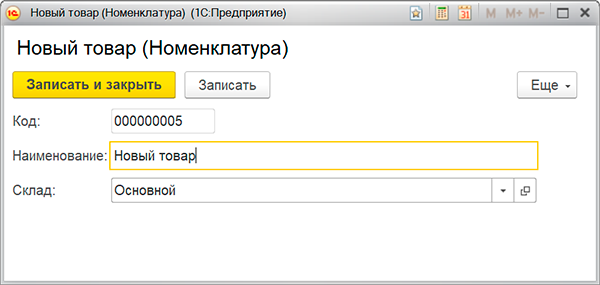 Новый товар (Номенклатура) (1С:Предприятие)
31 M M+ M-
Новый товар (Номенклатура)
Записать и закрыть Записать Еще
Код: 000000005
Наименование: Новый товар
Склад: Основной